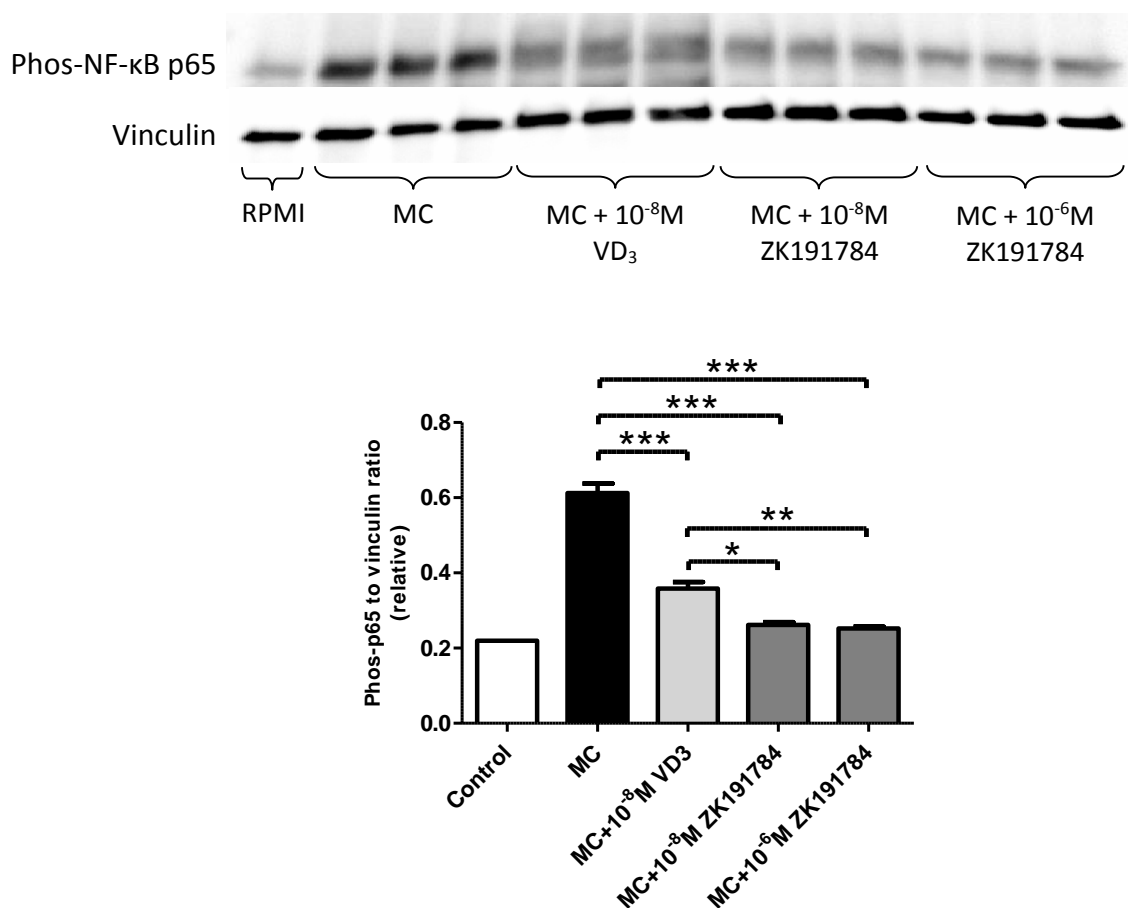 Phos-NF-κB p65
Vinculin
RPMI
MC
MC + 10⁻⁸M
VD₃
MC + 10⁻⁸M
ZK191784
MC + 10⁻⁶M
ZK191784
***
***
***
**
*
Phos-p65 to vinculin ratio
(relative)
0.8
0.6
0.4
0.2
0.0
Control
MC
MC+10⁻⁸M VD3
MC+10⁻⁸M ZK191784
MC+10⁻⁶M ZK191784